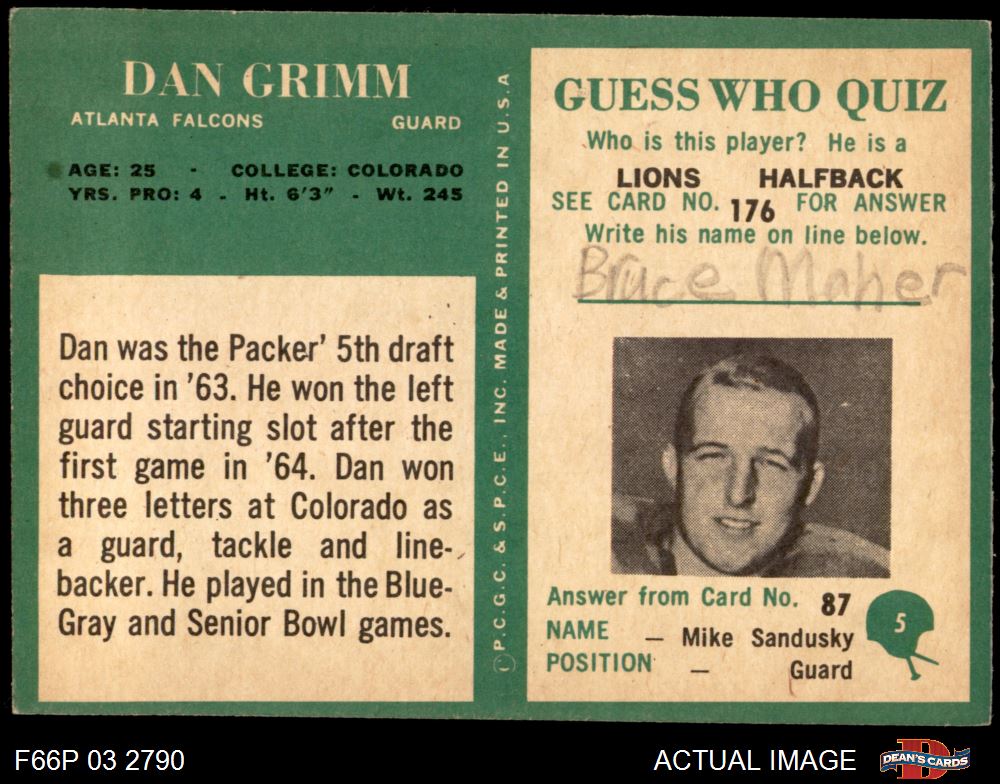 DAN GRIMM
ATLANTA FALCONS GUARD
AGE: 25 - COLLEGE: COLORADO
YRS. PRO: 4 - Ht. 6'3" - Wt. 245
Dan was the Packer' 5th draft
choice in '63. He won the left
guard starting slot after the
first game in '64. Dan won
three letters at Colorado as
a guard, tackle and line-
backer. He played in the Blue-
Gray and Senior Bowl games.
© P.C.G.C. & S.P.C.E., INC. MADE & PRINTED IN U.S.A
GUESS WHO QUIZ
Who is this player? He is a
LIONS HALFBACK
SEE CARD NO. 176 FOR ANSWER
Write his name on line below.
Bruce Maher
Answer from Card No. 87
NAME — Mike Sandusky
POSITION — Guard
5
F66P 03 2790
ACTUAL IMAGE
D
DEAN'S CARDS